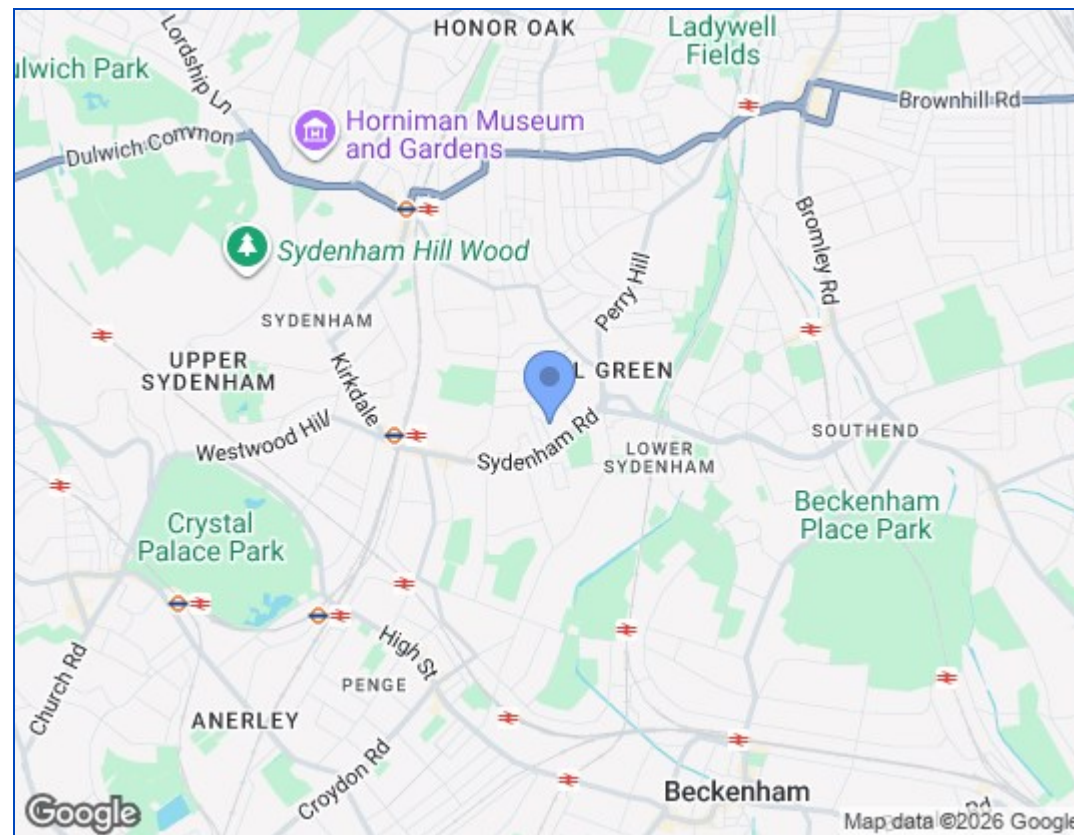 HONOR OAK
Ladywell
Fields
Lordship Ln
ulwich Park
Brownhill Rd
Horniman Museum
and Gardens
Dulwich Common
Bromley Rd
Sydenham Hill Wood
Perry Hill
SYDENHAM
UPPER
SYDENHAM
Kirkdale
L GREEN
Westwood Hill
SOUTHEND
Sydenham Rd
LOWER
SYDENHAM
Beckenham
Place Park
Crystal
Palace Park
High St
Church Rd
PENGE
ANERLEY
Croydon Rd
Beckenham
Google
Map data ©2026 Google